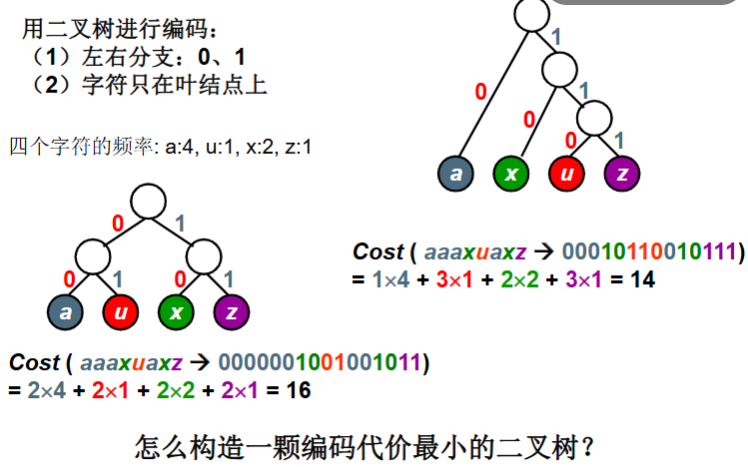 用二叉树进行编码：
（1）左右分支：0、1
（2）字符只在叶结点上
四个字符的频率: a:4, u:1, x:2, z:1
0 1
0 1 0 1
a u x z
Cost ( aaaxuaxz → 0000001001001011)
= 2×4 + 2×1 + 2×2 + 2×1 = 16
1
0 1
0
0 1
a x u z
Cost ( aaaxuaxz → 00010110010111)
= 1×4 + 3×1 + 2×2 + 3×1 = 14
怎么构造一颗编码代价最小的二叉树？